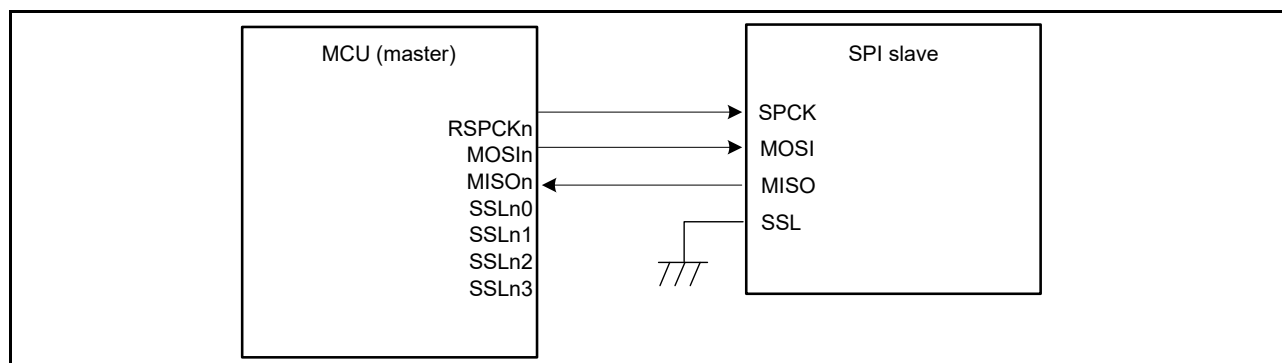 MCU (master)
RSPCKn
MOSIn
MISOn
SSLn0
SSLn1
SSLn2
SSLn3
SPI slave
SPCK
MOSI
MISO
SSL